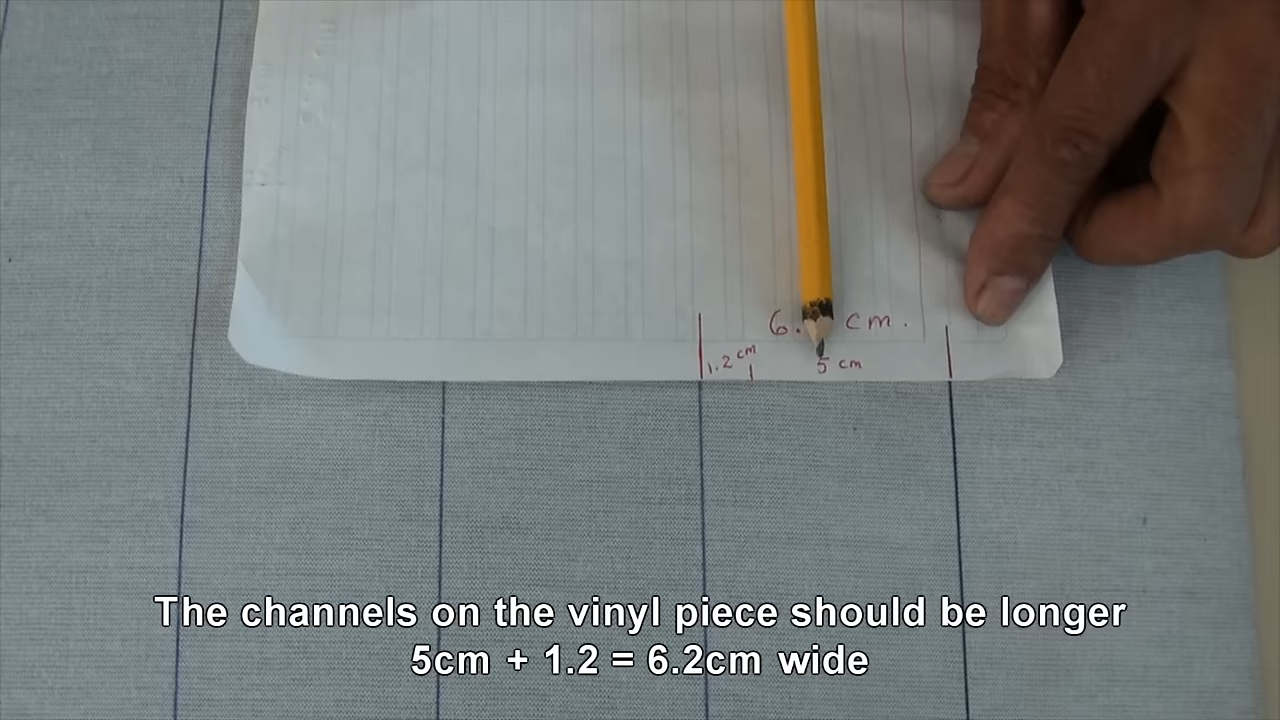 6. cm.
1.2 cm
5 cm
The channels on the vinyl piece should be longer
5cm + 1.2 = 6.2cm wide